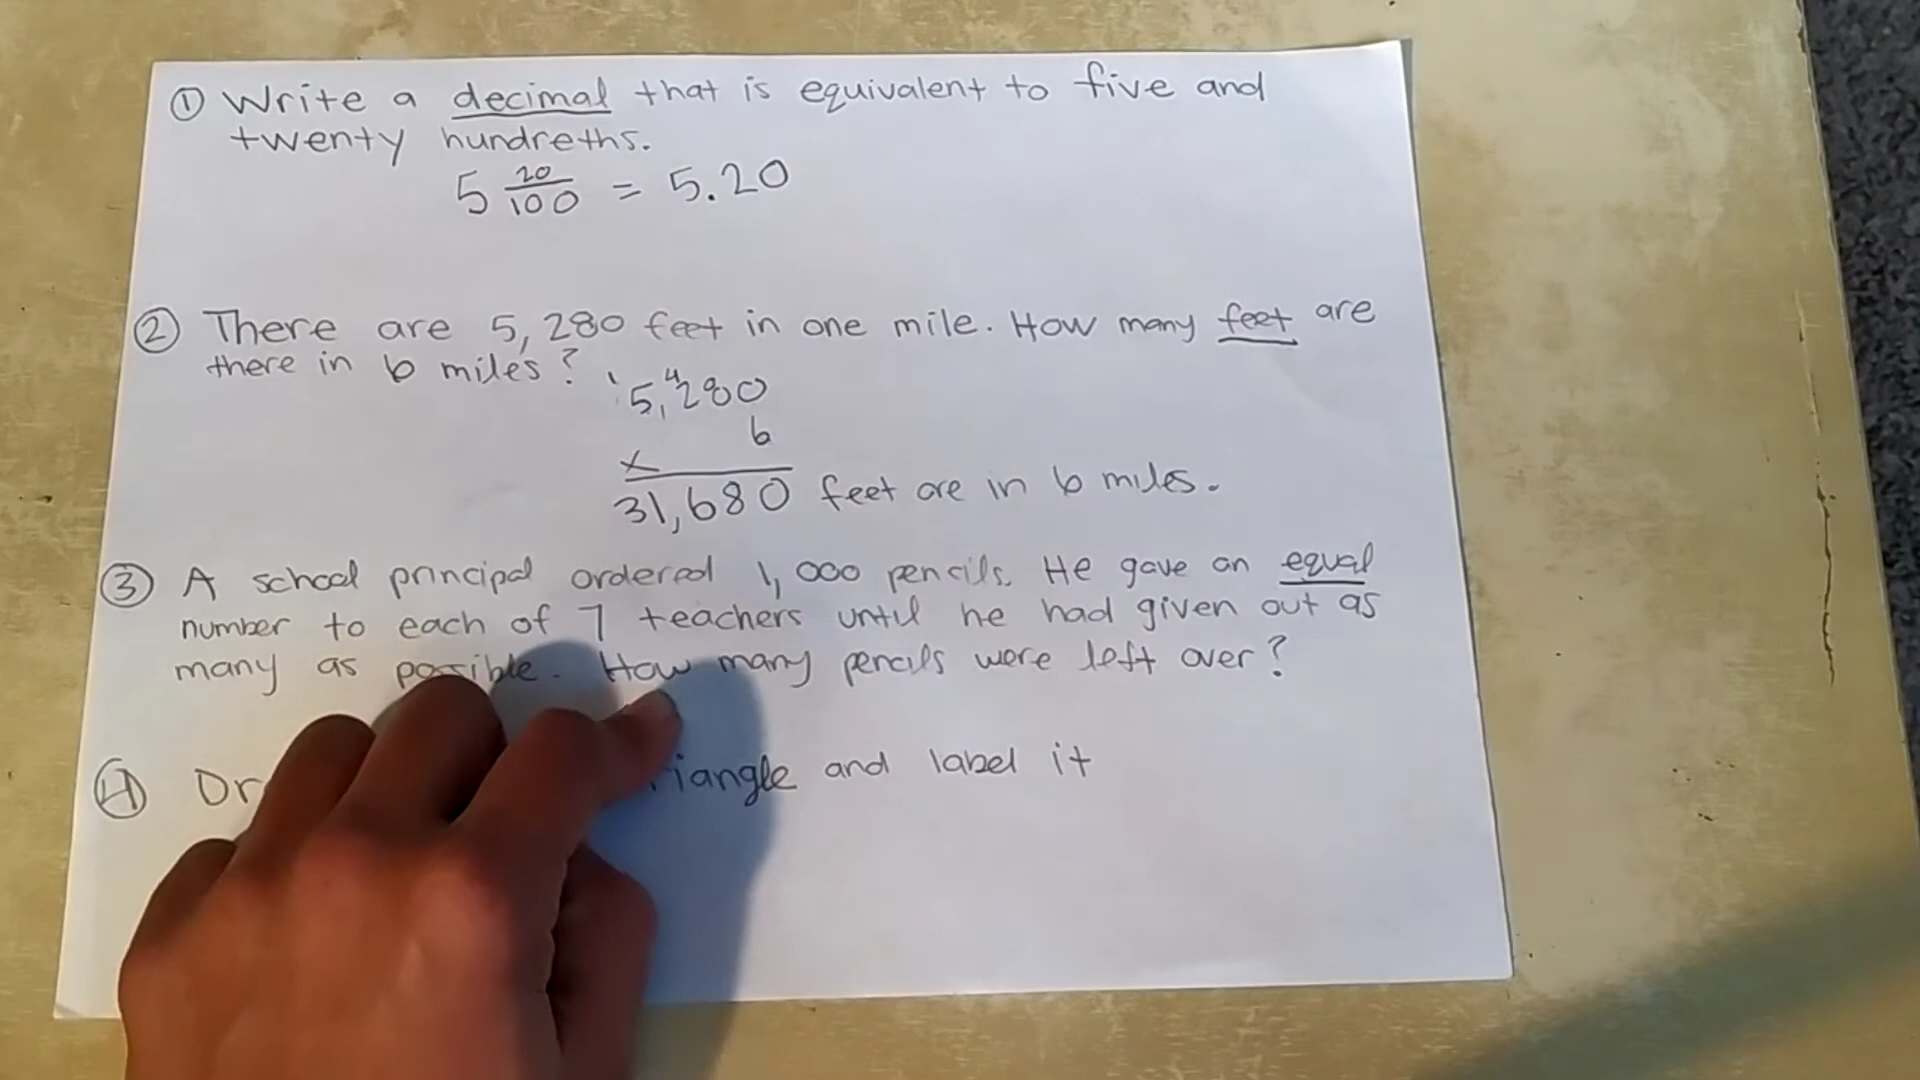 ① Write a decimal that is equivalent to five and
twenty hundreths.
5 20/100 = 5.20
② There are 5,280 feet in one mile. How many feet are
there in 6 miles?
1 4
5,280
6
x
31,680 feet are in 6 miles.
③ A school principal ordered 1,000 pencils. He gave an equal
number to each of 7 teachers until he had given out as
many as possible. How many pencils were left over?
④ and label it